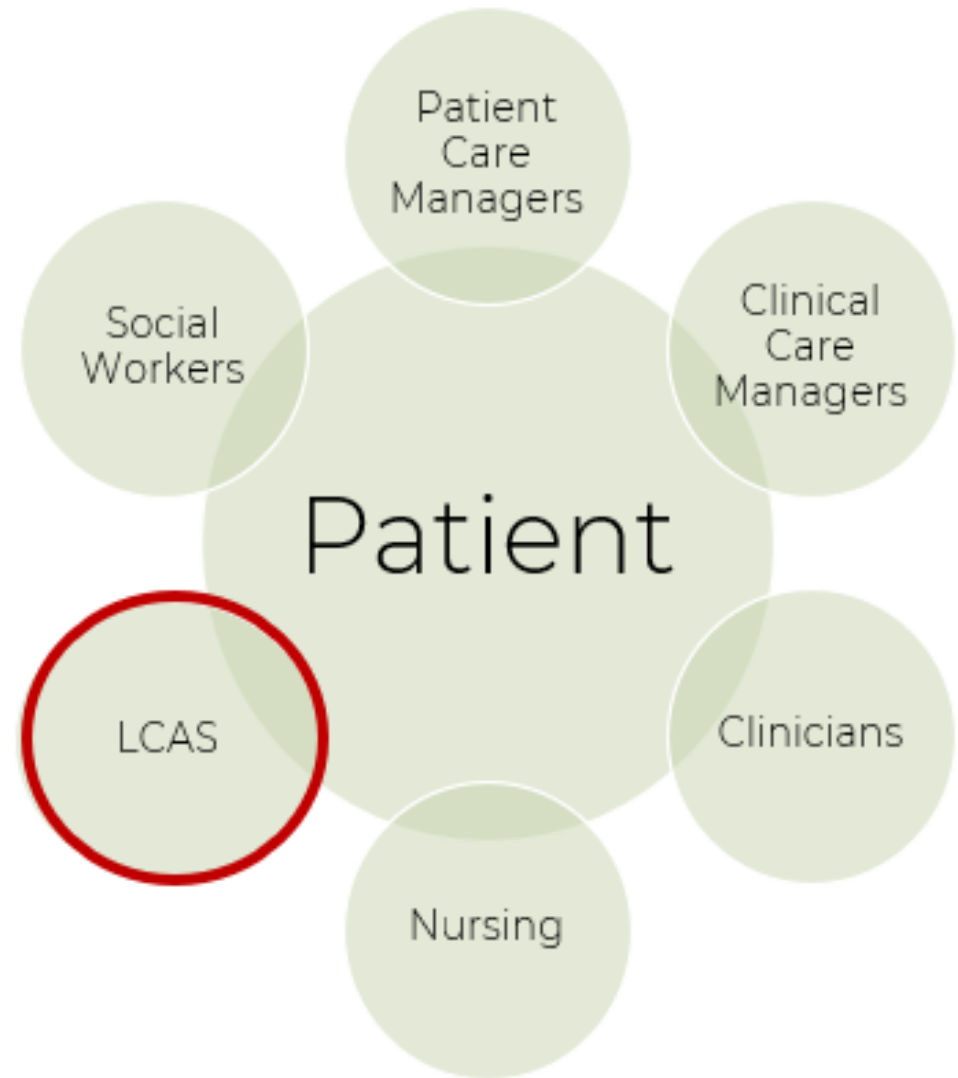 Patient
Care
Managers
Clinical
Care
Managers
Social
Workers
Patient
LCAS
Clinicians
Nursing